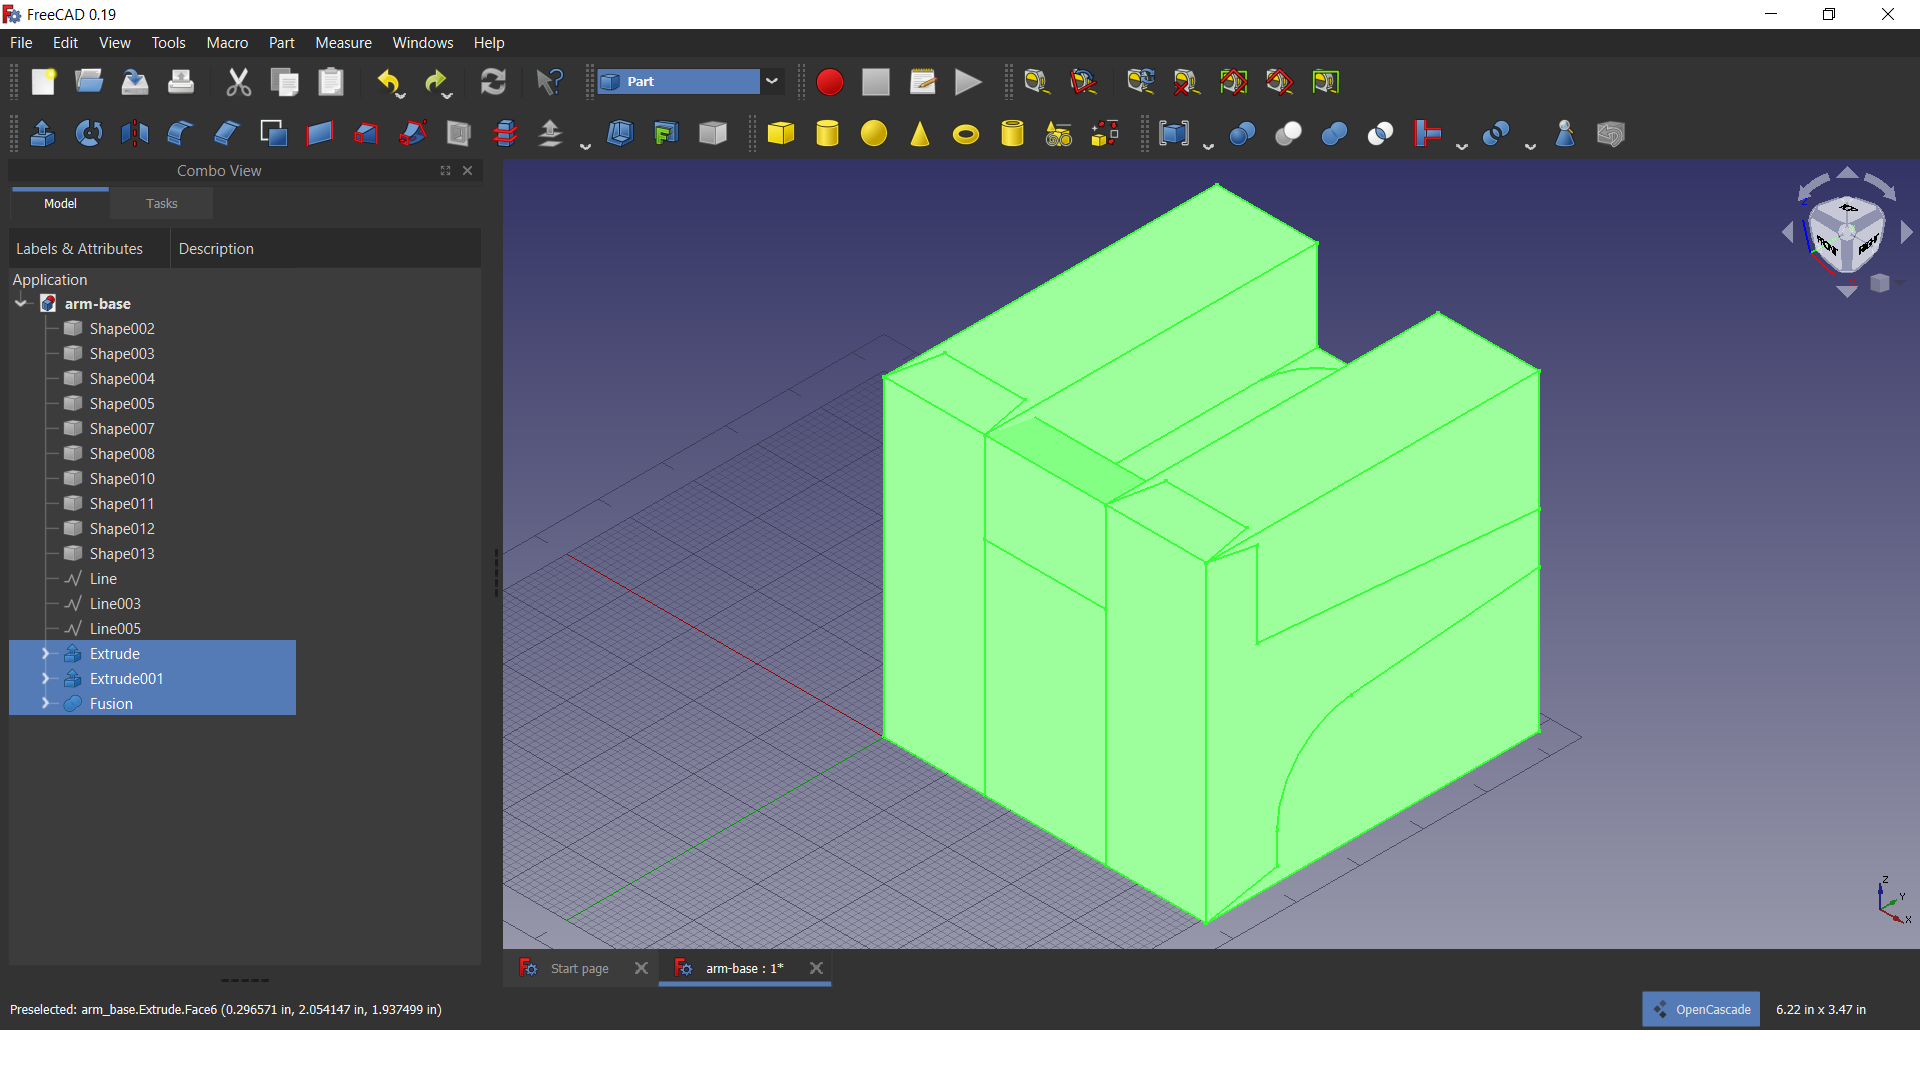 FreeCAD 0.19
File Edit View Tools Macro Part Measure Windows Help
Part
Combo View
Model Tasks
Labels & Attributes Description
Application
arm-base
Shape002
Shape003
Shape004
Shape005
Shape007
Shape008
Shape010
Shape011
Shape012
Shape013
Line
Line003
Line005
Extrude
Extrude001
Fusion
FRONT RIGHT
Z
Y
X
Start page arm-base : 1*
Preselected: arm_base.Extrude.Face6 (0.296571 in, 2.054147 in, 1.937499 in) OpenCascade 6.22 in x 3.47 in